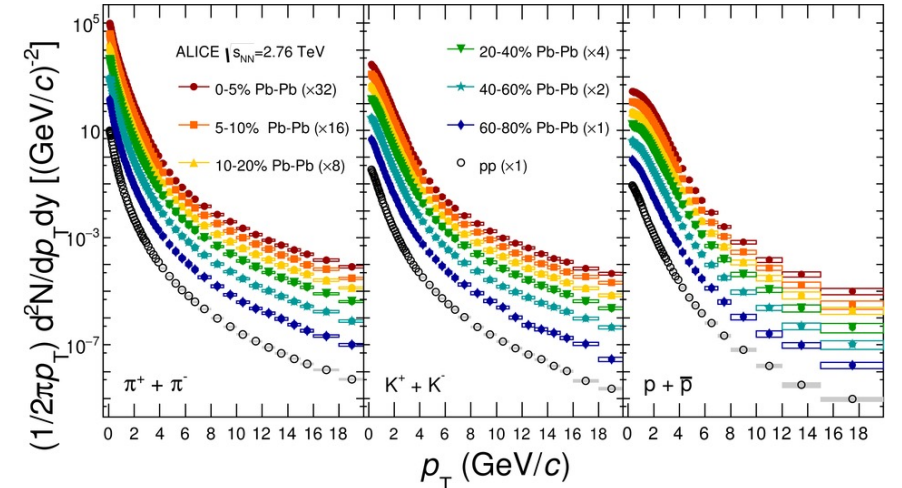 (1/2πp_T) d²N/dp_Tdy [(GeV/c)⁻²]
10⁵
10
10⁻³
10⁻⁷
ALICE √s_NN=2.76 TeV
0-5% Pb-Pb (×32)
5-10% Pb-Pb (×16)
10-20% Pb-Pb (×8)
20-40% Pb-Pb (×4)
40-60% Pb-Pb (×2)
60-80% Pb-Pb (×1)
pp (×1)
π⁺ + π⁻
K⁺ + K⁻
p + p̅
0 2 4 6 8 10 12 14 16 18
0 2 4 6 8 10 12 14 16 18
0 2 4 6 8 10 12 14 16 18
p_T (GeV/c)